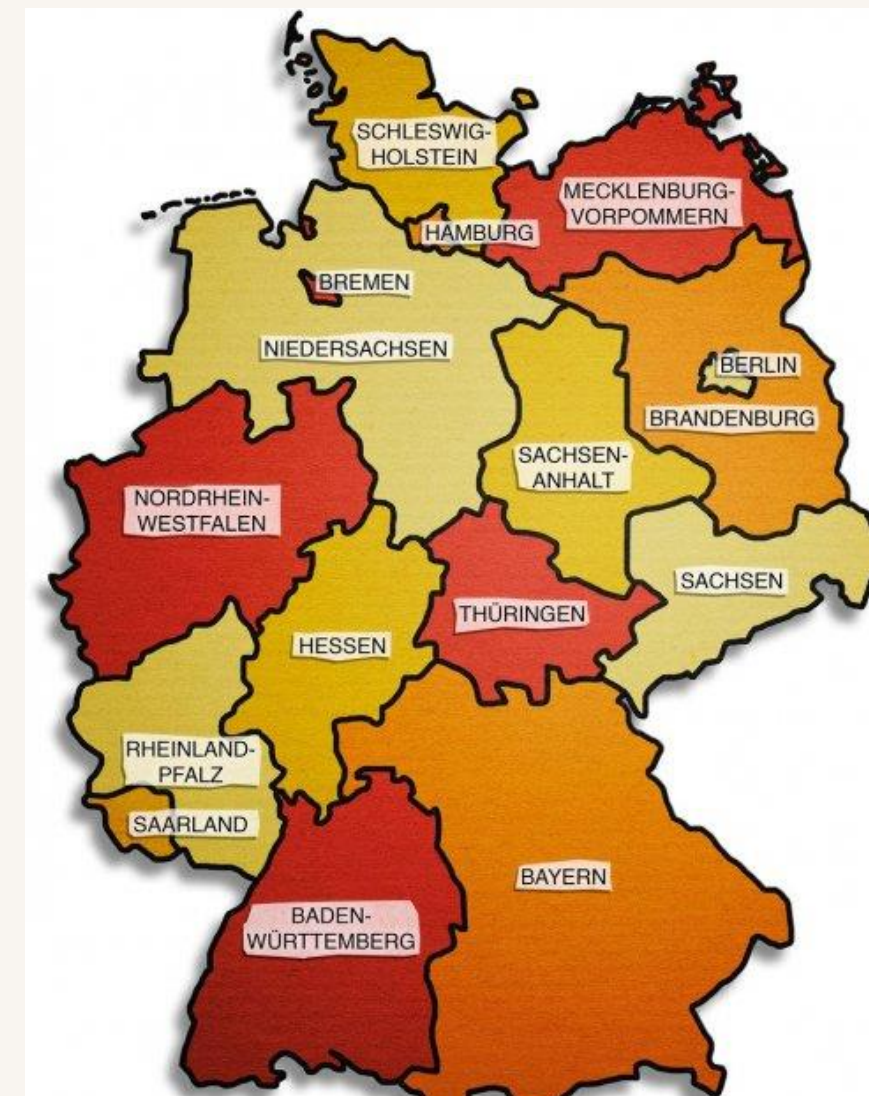 SCHLESWIG-
HOLSTEIN
MECKLENBURG-
VORPOMMERN
HAMBURG
BREMEN
NIEDERSACHSEN
BERLIN
BRANDENBURG
SACHSEN-
ANHALT
NORDRHEIN-
WESTFALEN
SACHSEN
THÜRINGEN
HESSEN
RHEINLAND-
PFALZ
SAARLAND
BAYERN
BADEN-
WÜRTTEMBERG